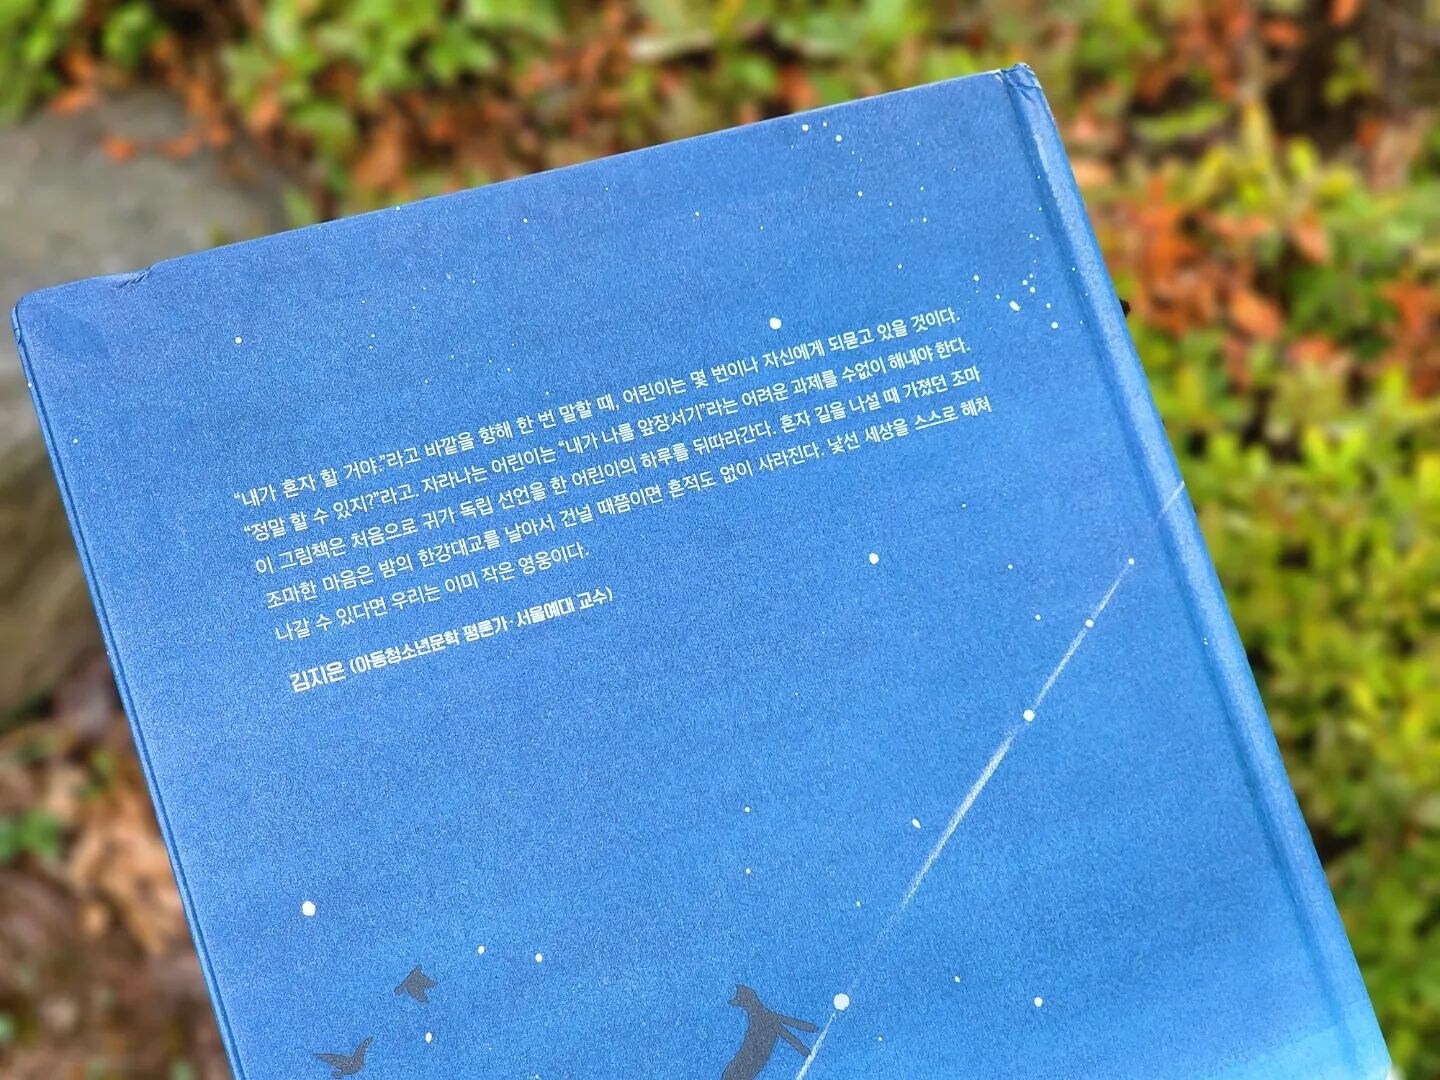 “내가 혼자 할 거야.”라고 바깥을 향해 한 번 말할 때, 어린이는 몇 번이나 자신에게 되묻고 있을 것이다.
“정말 할 수 있지?”라고. 자라나는 어린이는 “내가 나를 앞장서기”라는 어려운 과제를 수없이 해내야 한다.
이 그림책은 처음으로 귀가 독립 선언을 한 어린이의 하루를 뒤따라간다. 혼자 길을 나설 때 가졌던 조마
조마한 마음은 밤의 한강대교를 날아서 건널 때쯤이면 흔적도 없이 사라진다. 낯선 세상을 스스로 헤쳐
나갈 수 있다면 우리는 이미 작은 영웅이다.
김지은 (아동청소년문학 평론가·서울예대 교수)